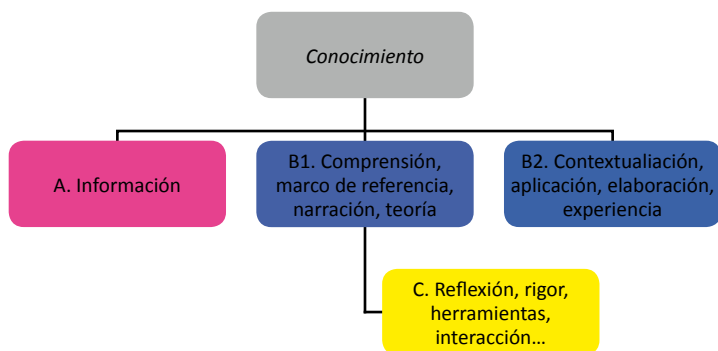 Conocimiento
A. Información
B1. Comprensión,
marco de referencia,
narración, teoría
B2. Contextualiación,
aplicación, elaboración,
experiencia
C. Reflexión, rigor,
herramientas,
interacción…